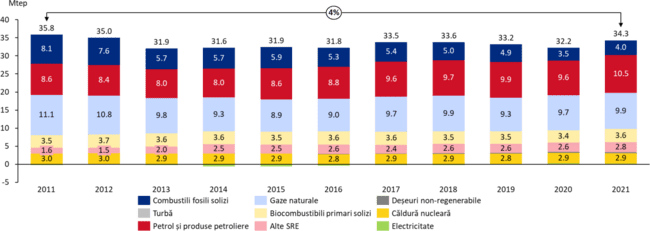 Mtep
4%
35.8 35.0 31.9 31.6 31.9 31.8 33.5 33.6 33.2 32.2 34.3
40
35
30
25
20
15
10
5
0
-5
8.1 7.6 5.7 5.7 5.9 5.3 5.4 5.0 4.9 3.5 4.0
8.6 8.4 8.0 8.0 8.6 8.8 9.6 9.7 9.9 9.6 10.5
11.1 10.8 9.8 9.3 8.9 9.0 9.7 9.9 9.3 9.7 9.9
3.5 3.7 3.6 3.6 3.5 3.6 3.6 3.5 3.5 3.4 3.6
1.6 1.5 2.0 2.5 2.5 2.6 2.4 2.6 2.6 2.6 2.8
3.0 3.0 2.9 2.9 2.9 2.8 2.9 2.9 2.8 2.9 2.9
2011 2012 2013 2014 2015 2016 2017 2018 2019 2020 2021
Combustili fosili solizi Gaze naturale Deșeuri non-regenerabile
Turbă Biocombustibili primari solizi Căldură nucleară
Petrol și produse petroliere Alte SRE Electricitate